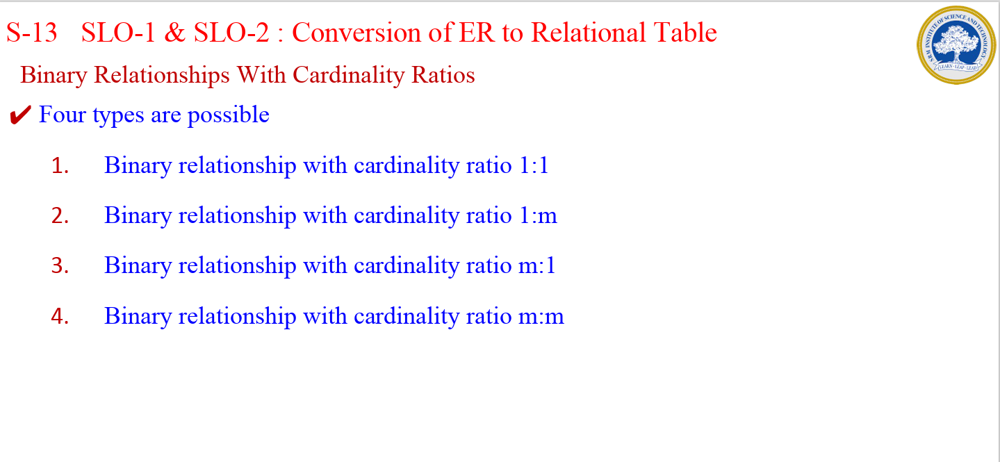 S-13 SLO-1 & SLO-2 : Conversion of ER to Relational Table
SRM INSTITUTE OF SCIENCE AND TECHNOLOGY
LEARN - LEAP - LEAD
Binary Relationships With Cardinality Ratios
✔ Four types are possible
1. Binary relationship with cardinality ratio 1:1
2. Binary relationship with cardinality ratio 1:m
3. Binary relationship with cardinality ratio m:1
4. Binary relationship with cardinality ratio m:m